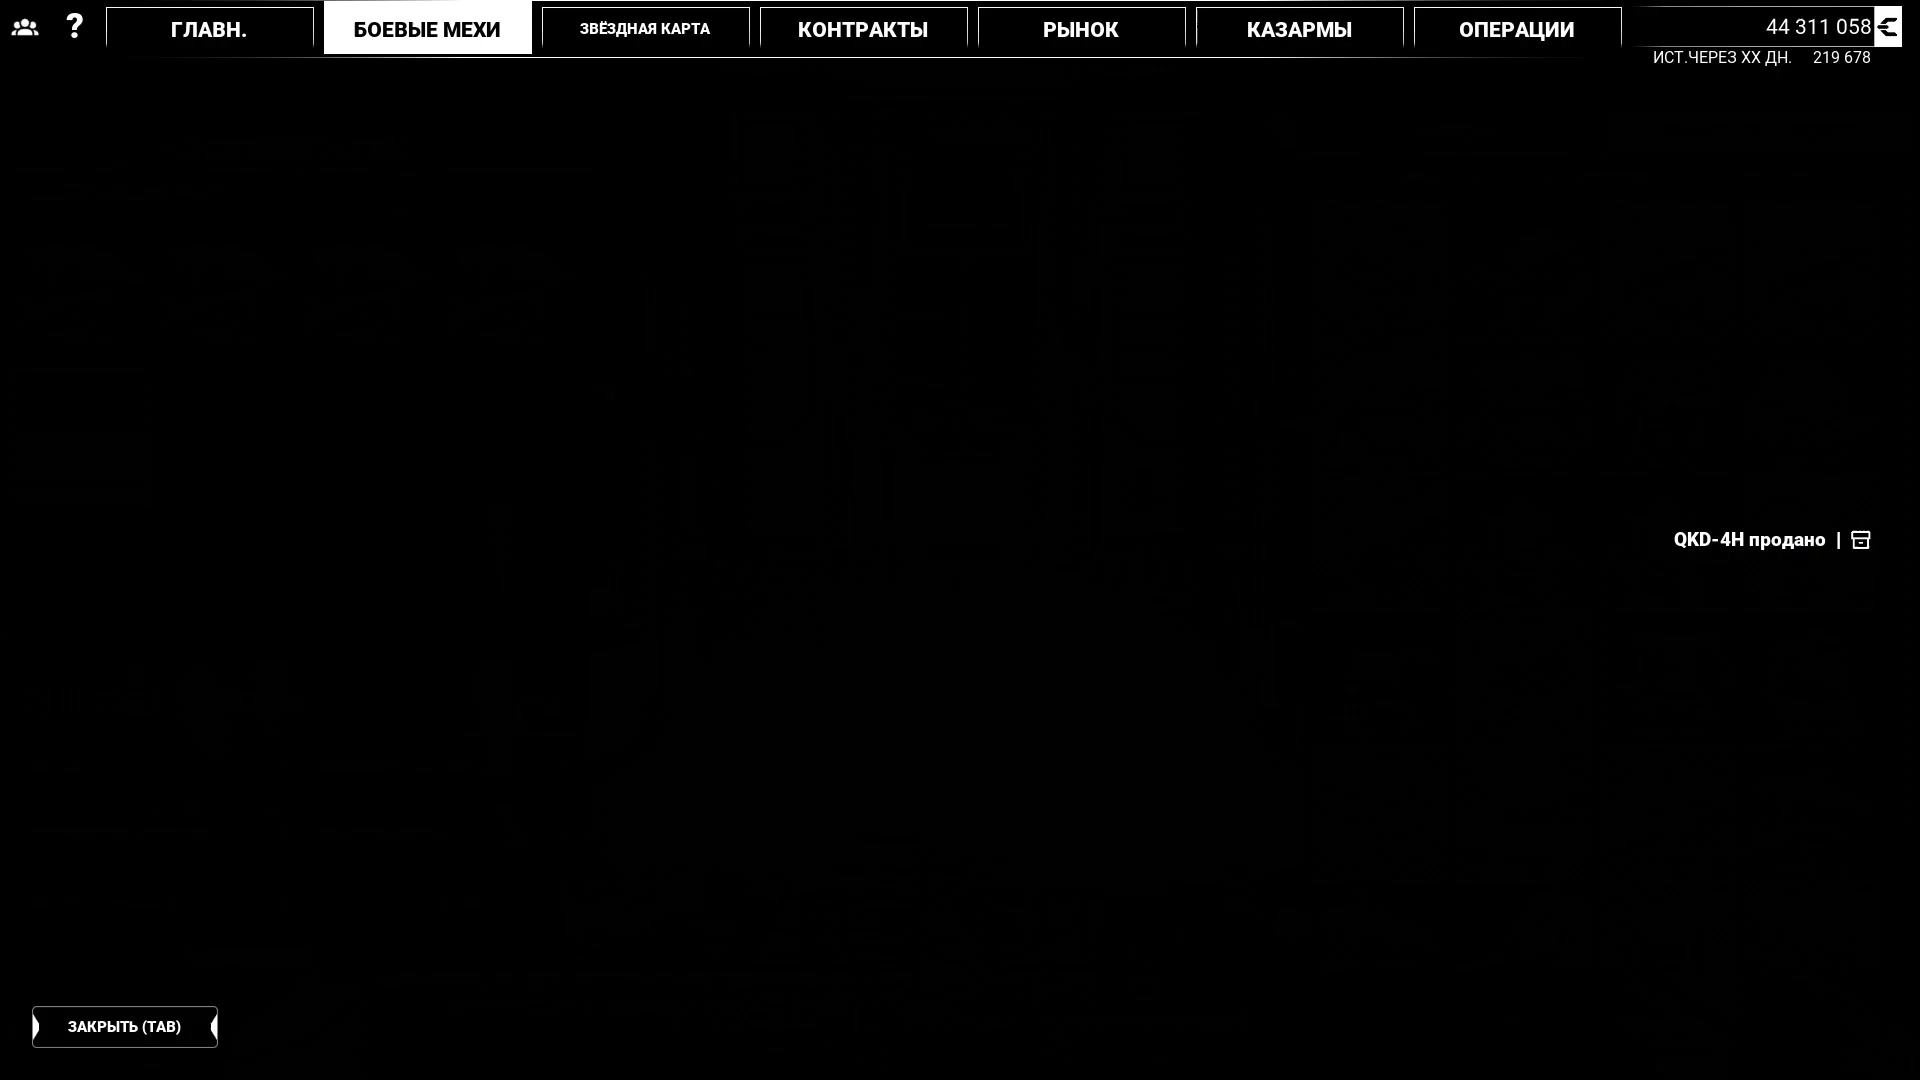 ?
ГЛАВН.
БОЕВЫЕ МЕХИ
ЗВЁЗДНАЯ КАРТА
КОНТРАКТЫ
РЫНОК
КАЗАРМЫ
ОПЕРАЦИИ
44 311 058
ИСТ.ЧЕРЕЗ XX ДН. 219 678
QKD-4H продано |
ЗАКРЫТЬ (TAB)